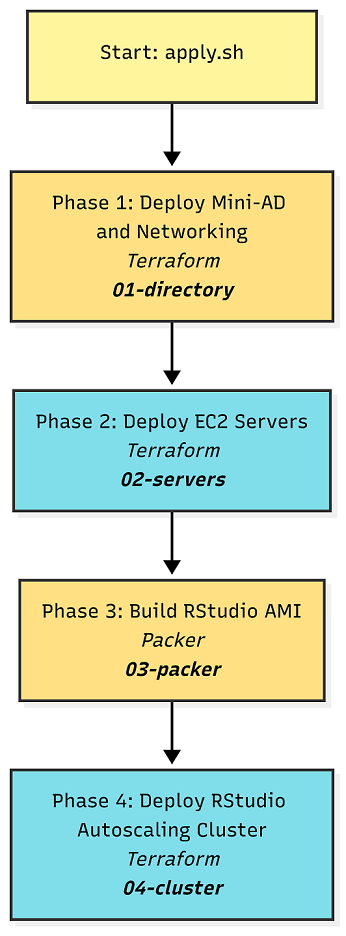 Start: apply.sh
Phase 1: Deploy Mini-AD
and Networking
Terraform
01-directory
Phase 2: Deploy EC2 Servers
Terraform
02-servers
Phase 3: Build RStudio AMI
Packer
03-packer
Phase 4: Deploy RStudio
Autoscaling Cluster
Terraform
04-cluster